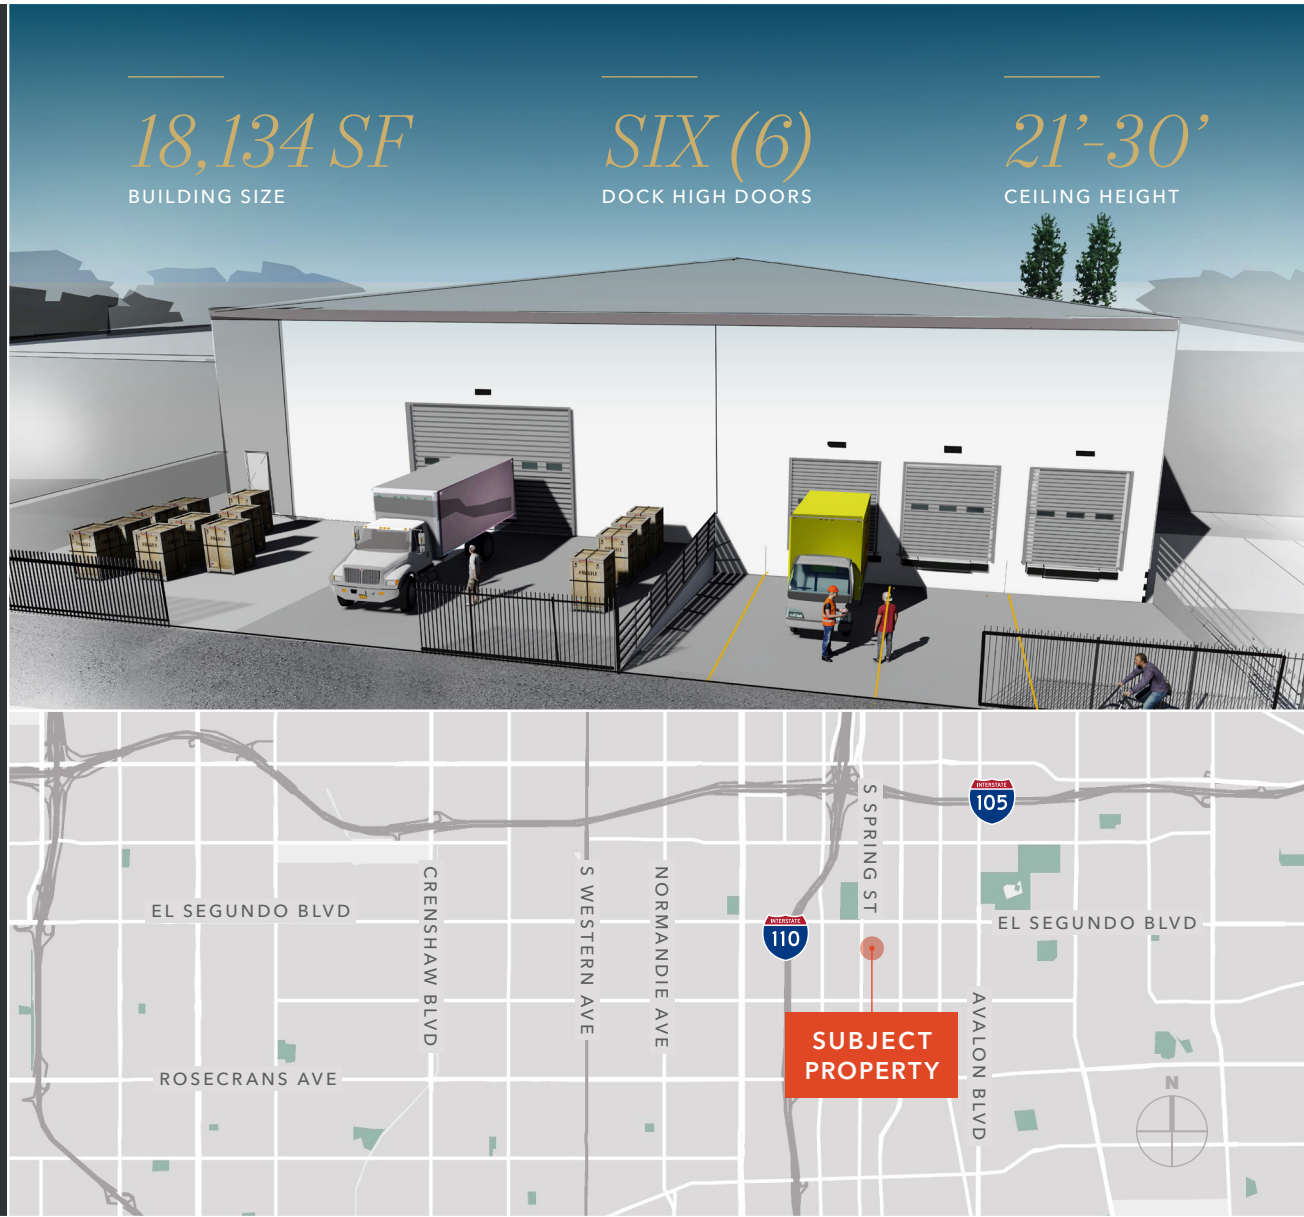 18,134 SF
BUILDING SIZE
SIX (6)
DOCK HIGH DOORS
21’-30’
CEILING HEIGHT
INTERSTATE
105
S SPRING ST
CRENSHAW BLVD
S WESTERN AVE
NORMANDIE AVE
EL SEGUNDO BLVD
EL SEGUNDO BLVD
INTERSTATE
110
AVALON BLVD
SUBJECT
PROPERTY
ROSECRANS AVE
N